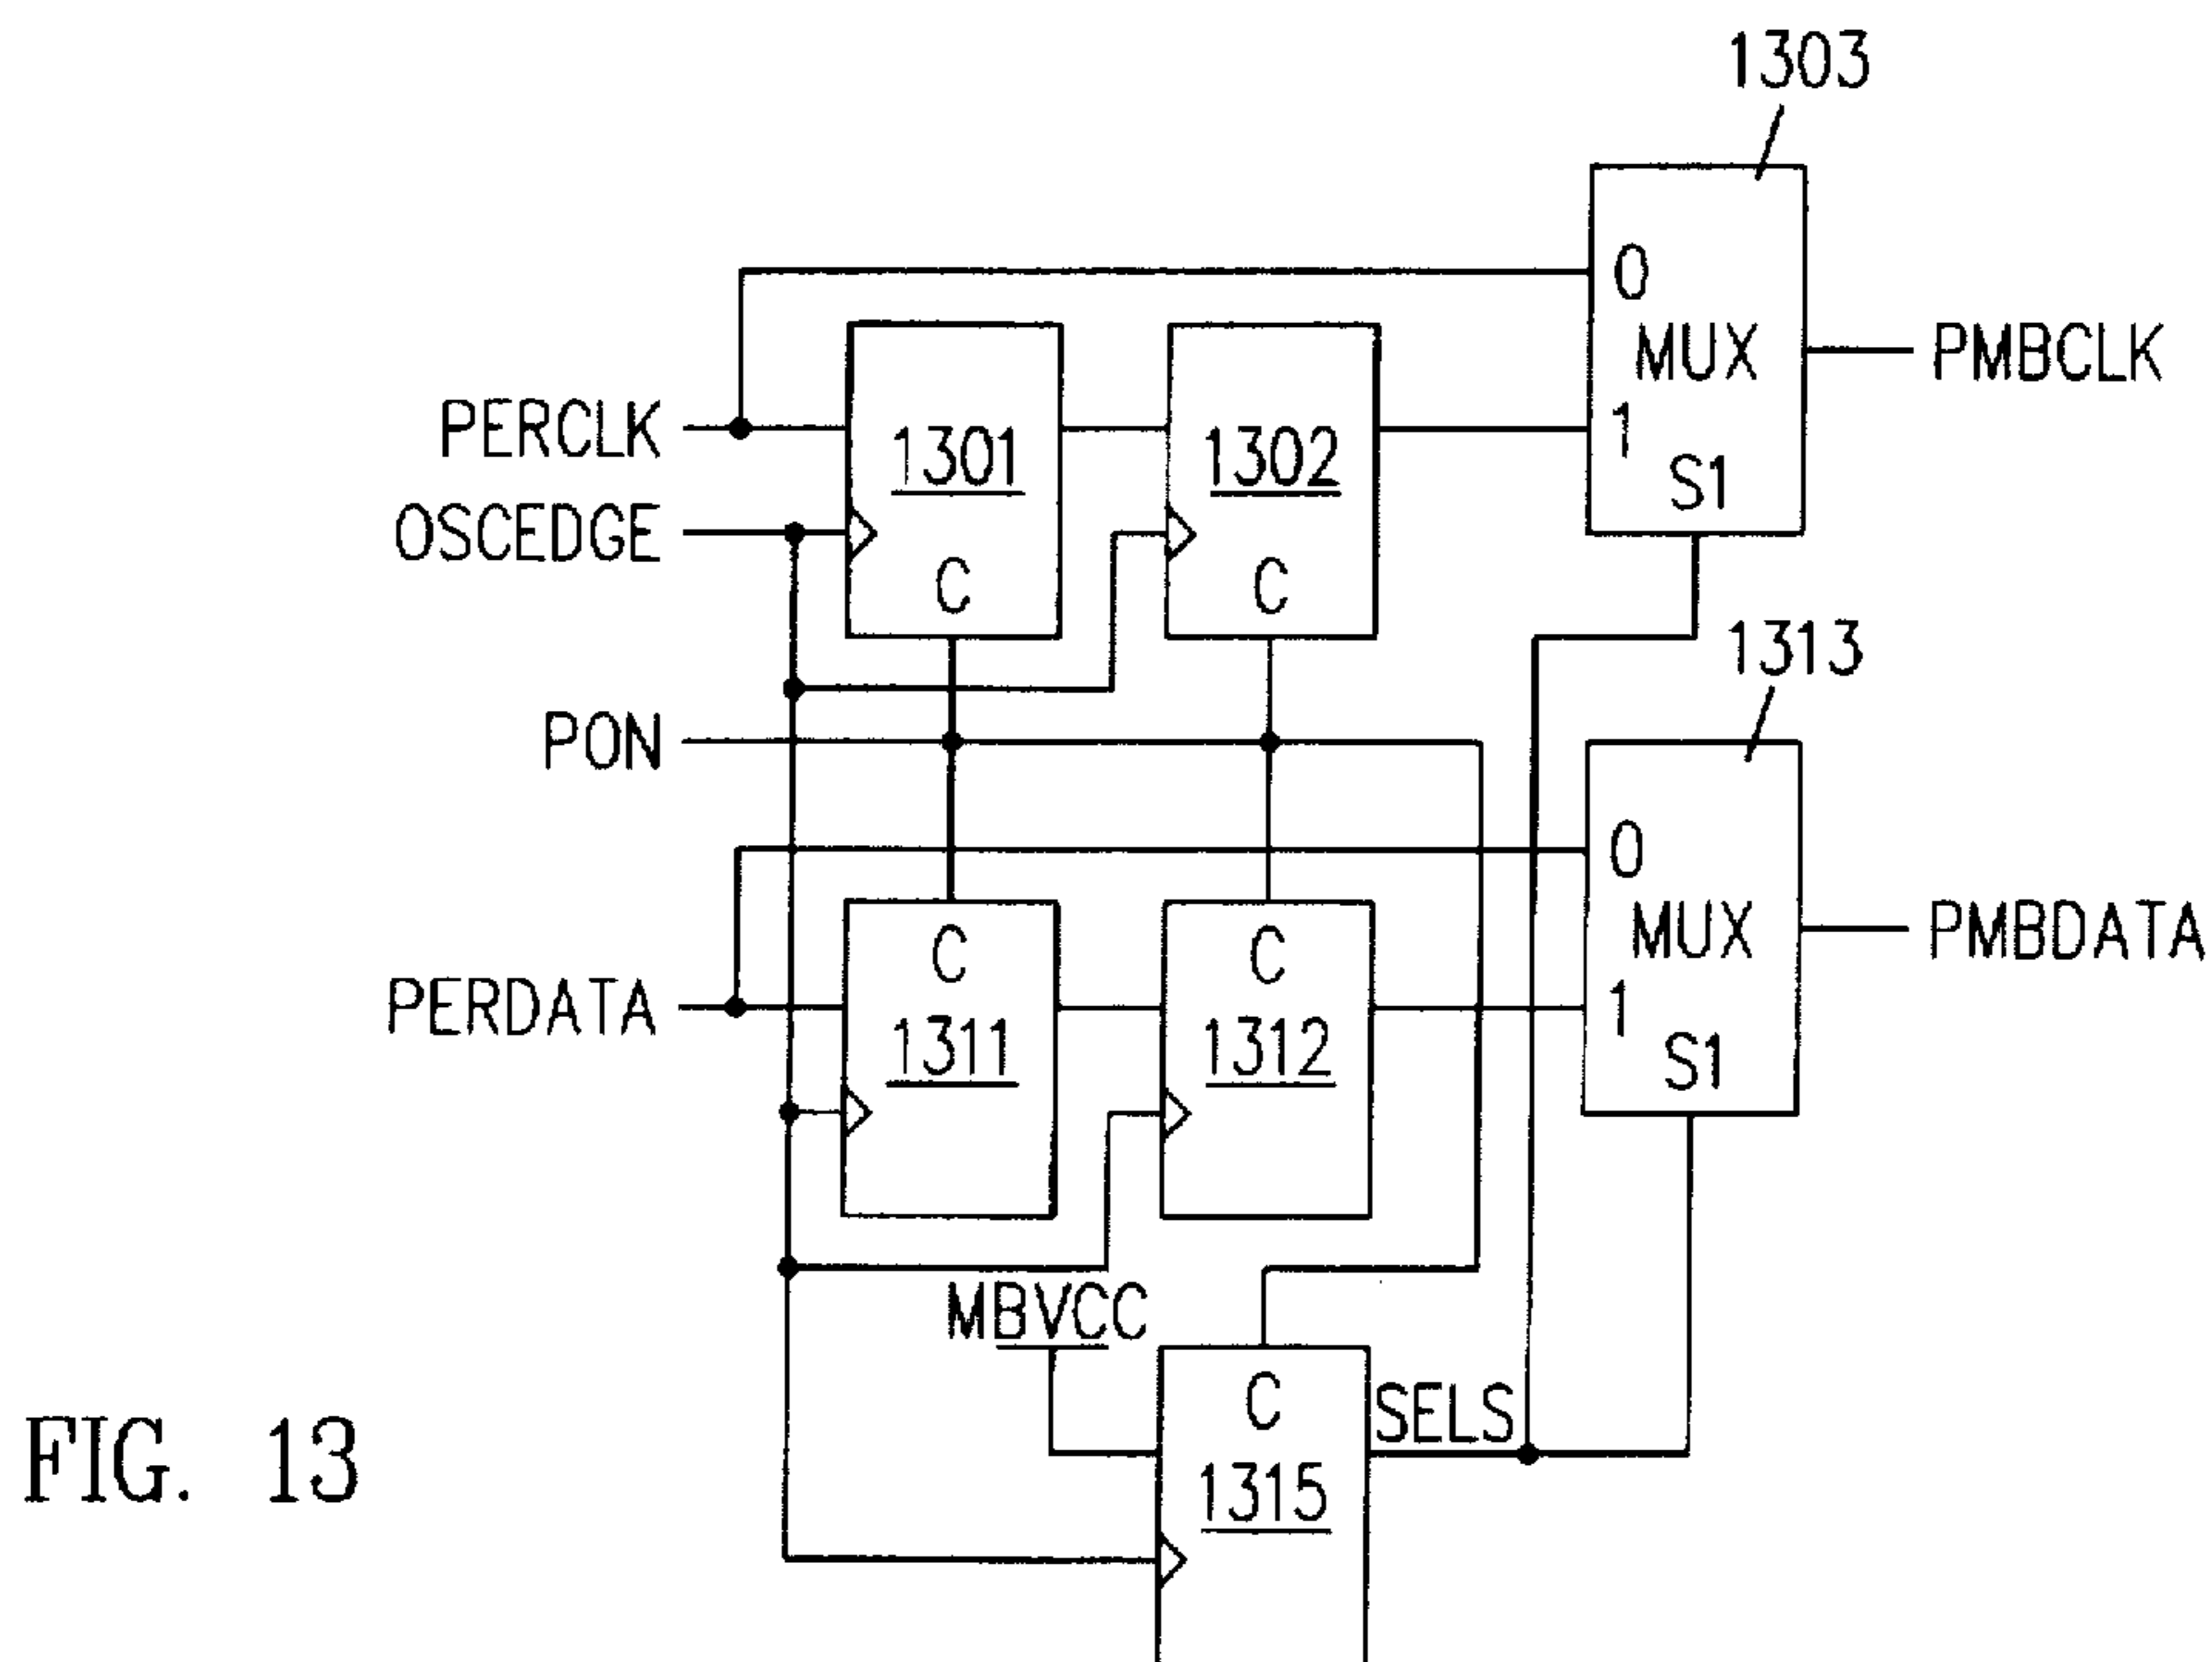 1303
0
MUX
PMBCLK
PERCLK
1
1301
1302
S1
OSCEDGE
C
C
1313
PON
0
MUX
PMBDATA
C
C
PERDATA
1
1311
1312
S1
MBVCC
C
SELS
1315
FIG. 13